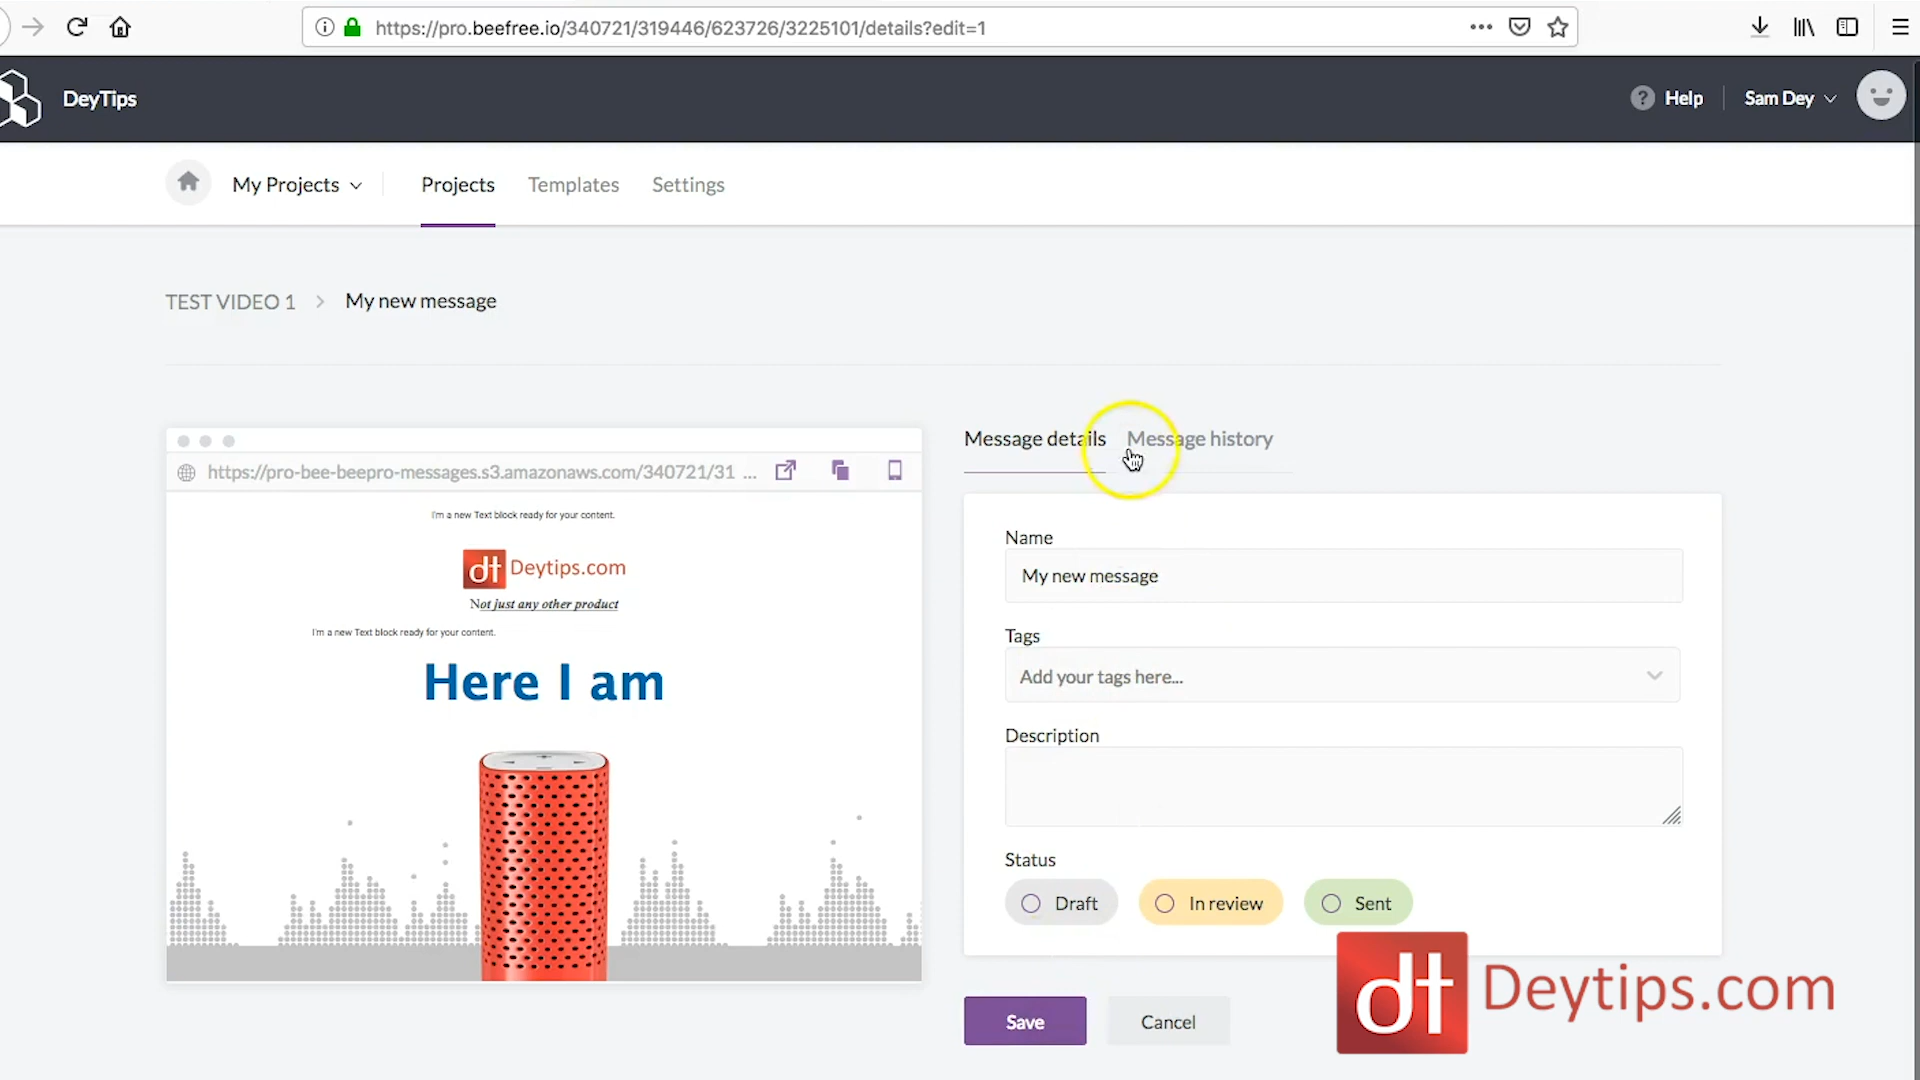 https://pro.beefree.io/340721/319446/623726/3225101/details?edit=1
DeyTips
? Help
Sam Dey
My Projects
Projects
Templates
Settings
TEST VIDEO 1 > My new message
Message details
Message history
https://pro-bee-beepro-messages.s3.amazonaws.com/340721/31 ...
I'm a new Text block ready for your content.
dt Deytips.com
Not just any other product
I'm a new Text block ready for your content.
Here I am
Name
My new message
Tags
Add your tags here...
Description
Status
Draft
In review
Sent
Save
Cancel
dt Deytips.com